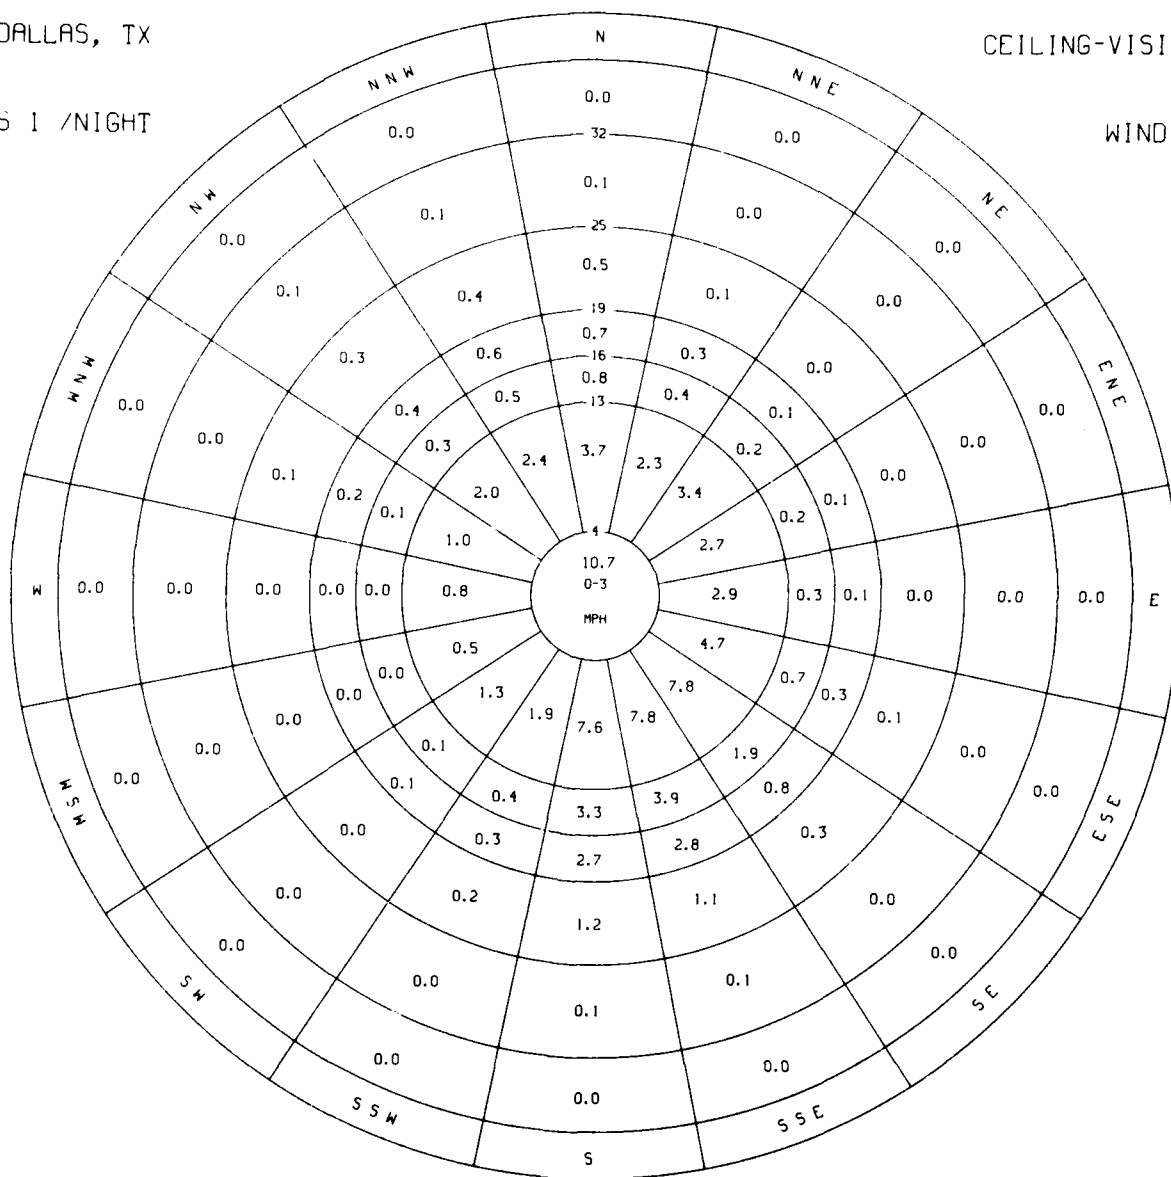 DALLAS, TX
CEILING-VISI
S I /NIGHT
WIND
N
NNW
NNE
NW
NE
WNW
ENE
W
E
WSW
ESE
SW
SE
SSW
SSE
S
0.0
0.0 0.0
32
0.1
0.1 0.0
0.0 0.0
25
0.5
0.1 0.4 0.1 0.0
19
0.7
0.3 0.6 0.3 0.0
16
0.8
0.0 0.4 0.5 0.4 0.1 0.0
13
0.0 0.3 2.4 3.7 2.3 0.2 0.0
0.1 0.2 2.0 3.4 0.1 0.0
0.1 0.2
4
1.0 2.7
10.7
0-3
MPH
0.0 0.0 0.0 0.0 0.0 0.8 2.9 0.3 0.1 0.0 0.0 0.0
0.5 4.7
0.0 0.0 1.3 7.8 0.7 0.3
0.0 1.9 7.6 7.8 0.1
0.0 0.0 0.1 1.9 0.0
0.1 0.4 3.3 3.9 0.8 0.0
0.0 0.3 2.7 2.8 0.3
0.0 0.2 1.2 1.1 0.0
0.0 0.0 0.1 0.0
0.1
0.0 0.0
0.0